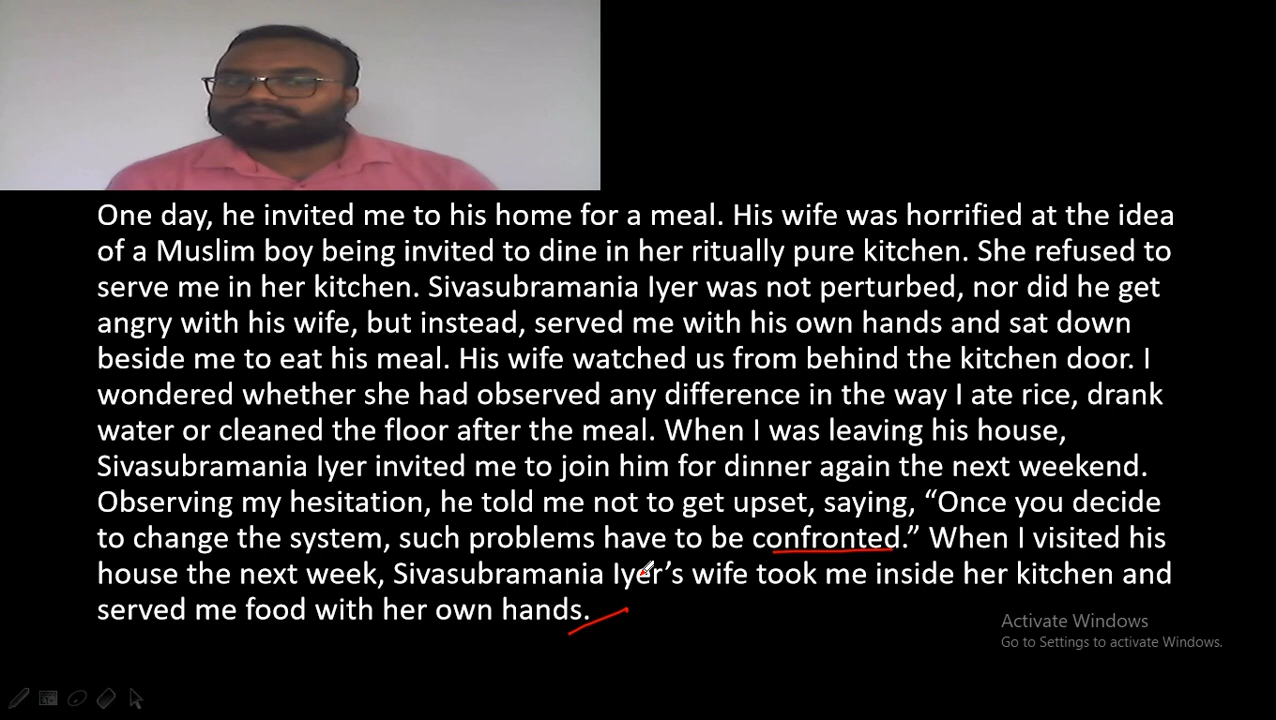 One day, he invited me to his home for a meal. His wife was horrified at the idea
of a Muslim boy being invited to dine in her ritually pure kitchen. She refused to
serve me in her kitchen. Sivasubramania Iyer was not perturbed, nor did he get
angry with his wife, but instead, served me with his own hands and sat down
beside me to eat his meal. His wife watched us from behind the kitchen door. I
wondered whether she had observed any difference in the way I ate rice, drank
water or cleaned the floor after the meal. When I was leaving his house,
Sivasubramania Iyer invited me to join him for dinner again the next weekend.
Observing my hesitation, he told me not to get upset, saying, “Once you decide
to change the system, such problems have to be confronted.” When I visited his
house the next week, Sivasubramania Iyer’s wife took me inside her kitchen and
served me food with her own hands.
Activate Windows
Go to Settings to activate Windows.